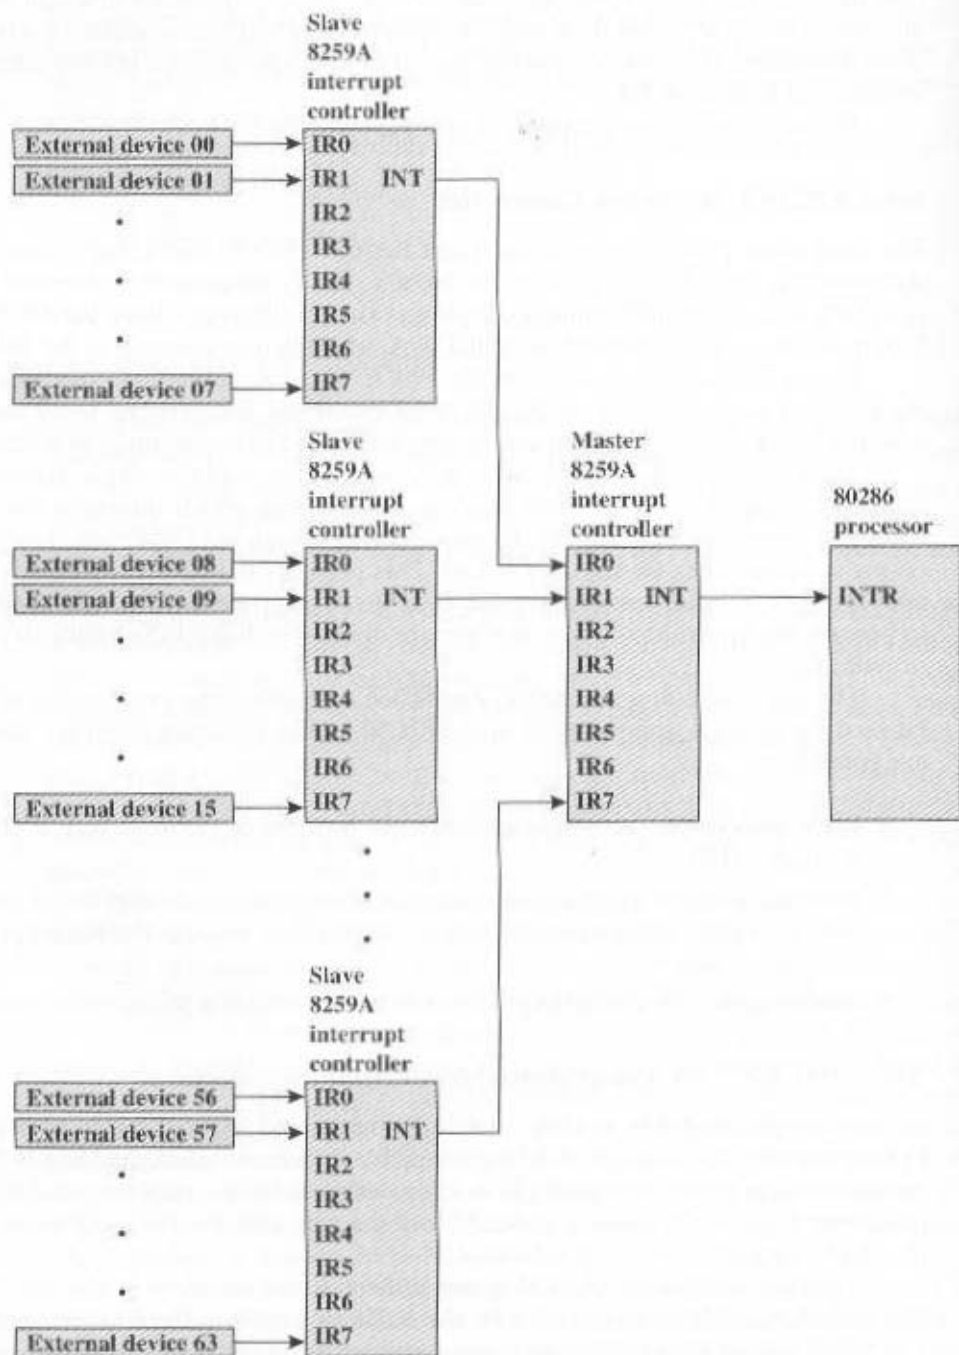 Slave
8259A
interrupt
controller
External device 00
External device 01
External device 07
IR0
IR1 INT
IR2
IR3
IR4
IR5
IR6
IR7
Slave
8259A
interrupt
controller
External device 08
External device 09
External device 15
IR0
IR1 INT
IR2
IR3
IR4
IR5
IR6
IR7
Master
8259A
interrupt
controller
IR0
IR1 INT
IR2
IR3
IR4
IR5
IR6
IR7
80286
processor
INTR
Slave
8259A
interrupt
controller
External device 56
External device 57
External device 63
IR0
IR1 INT
IR2
IR3
IR4
IR5
IR6
IR7